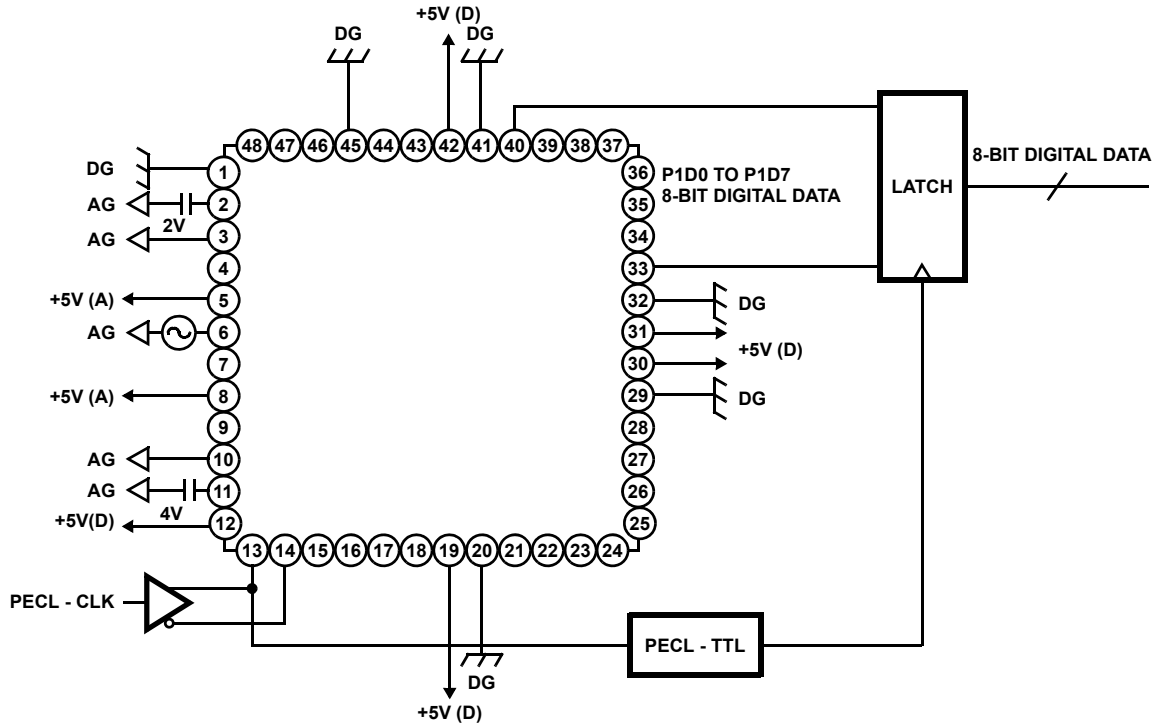 +5V (D)
DG
DG
48 47 46 45 44 43 42 41 40 39 38 37
DG
1
36
P1D0 TO P1D7
8-BIT DIGITAL DATA
LATCH
8-BIT DIGITAL DATA
AG
2
35
2V
AG
3
34
4
33
+5V (A)
5
32
DG
AG
6
31
+5V (D)
7
30
+5V (A)
8
29
DG
9
28
AG
10
27
AG
11
26
4V
+5V(D)
12
25
13 14 15 16 17 18 19 20 21 22 23 24
PECL - CLK
PECL - TTL
DG
+5V (D)